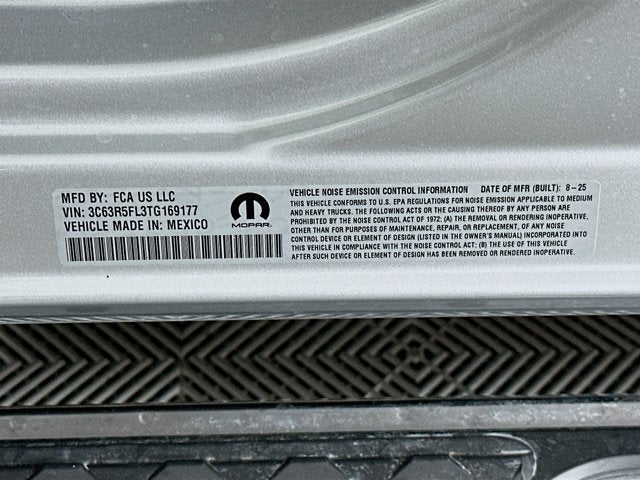 MFD BY: FCA US LLC
VIN: 3C63R5FL3TG169177
VEHICLE MADE IN: MEXICO
MOPAR
VEHICLE NOISE EMISSION CONTROL INFORMATION DATE OF MFR (BUILT): 8-25
THIS VEHICLE CONFORMS TO U.S. EPA REGULATIONS FOR NOISE EMISSION APPLICABLE TO MEDIUM
AND HEAVY TRUCKS. THE FOLLOWING ACTS OR THE CAUSING THEREOF BY ANY PERSON ARE
PROHIBITED BY THE NOISE CONTROL ACT OF 1972: (A) THE REMOVAL OR RENDERING INOPERATIVE,
OTHER THAN FOR PURPOSES OF MAINTENANCE, REPAIR, OR REPLACEMENT, OF ANY NOISE
CONTROL DEVICE OR ELEMENT OF DESIGN (LISTED IN THE OWNER'S MANUAL) INCORPORATED INTO
THIS VEHICLE IN COMPLIANCE WITH THE NOISE CONTROL ACT; (B) THE USE OF THIS VEHICLE
AFTER SUCH DEVICE OR ELEMENT OF DESIGN HAS BEEN REMOVED OR RENDERED INOPERATIVE.